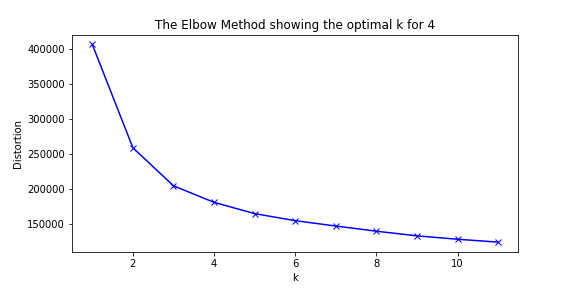 The Elbow Method showing the optimal k for 4
400000
350000
300000
250000
200000
150000
Distortion
2 4 6 8 10
k